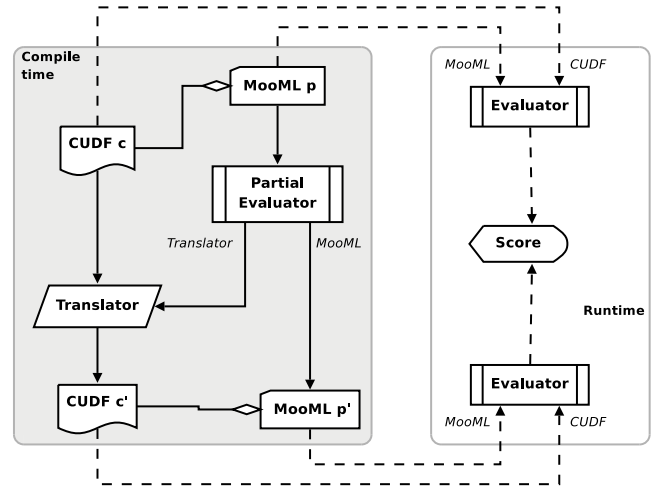 Compile
time
MooML p
CUDF c
Partial
Evaluator
Translator
MooML
Translator
CUDF c'
MooML p'
MooML
CUDF
Evaluator
Score
Runtime
Evaluator
MooML
CUDF